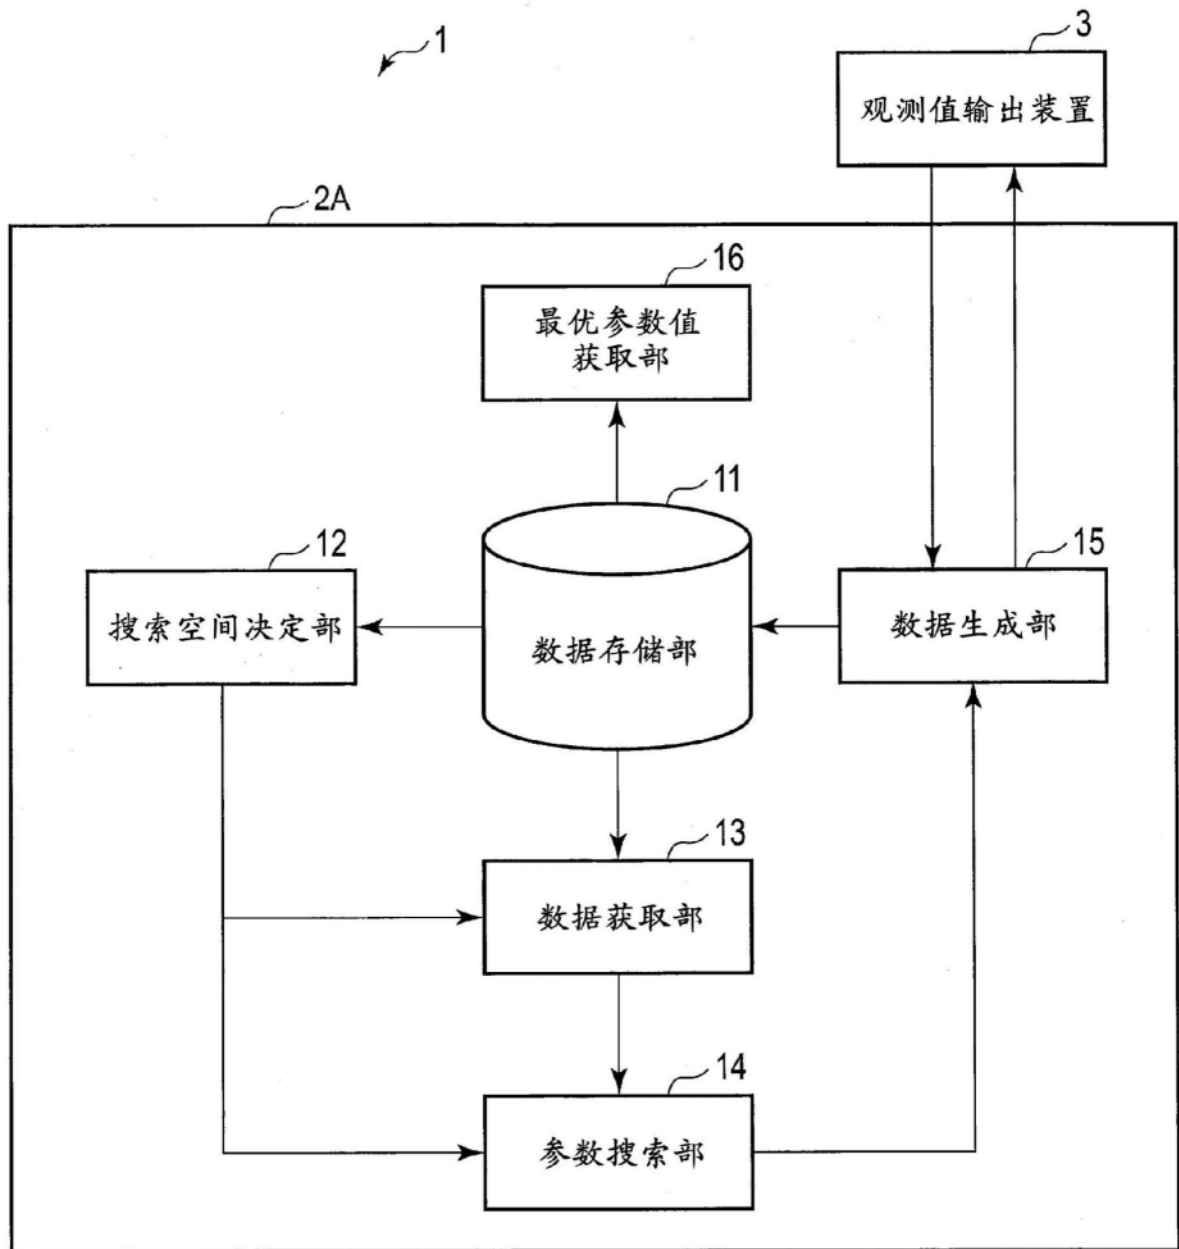 1
3
观测值输出装置
2A
16
最优参数值
获取部
11
数据存储部
12
搜索空间决定部
15
数据生成部
13
数据获取部
14
参数搜索部